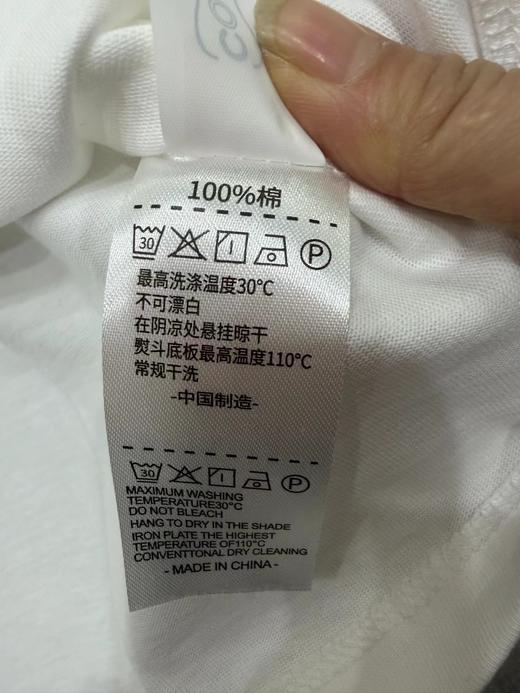 100%棉
30 P
最高洗涤温度30°C
不可漂白
在阴凉处悬挂晾干
熨斗底板最高温度110°C
常规干洗
-中国制造-
30 P
MAXIMUM WASHING
TEMPERATURE30°C
DO NOT BLEACH
HANG TO DRY IN THE SHADE
IRON PLATE THE HIGHEST
TEMPERATURE OF110°C
CONVENTTONAL DRY CLEANING
- MADE IN CHINA -